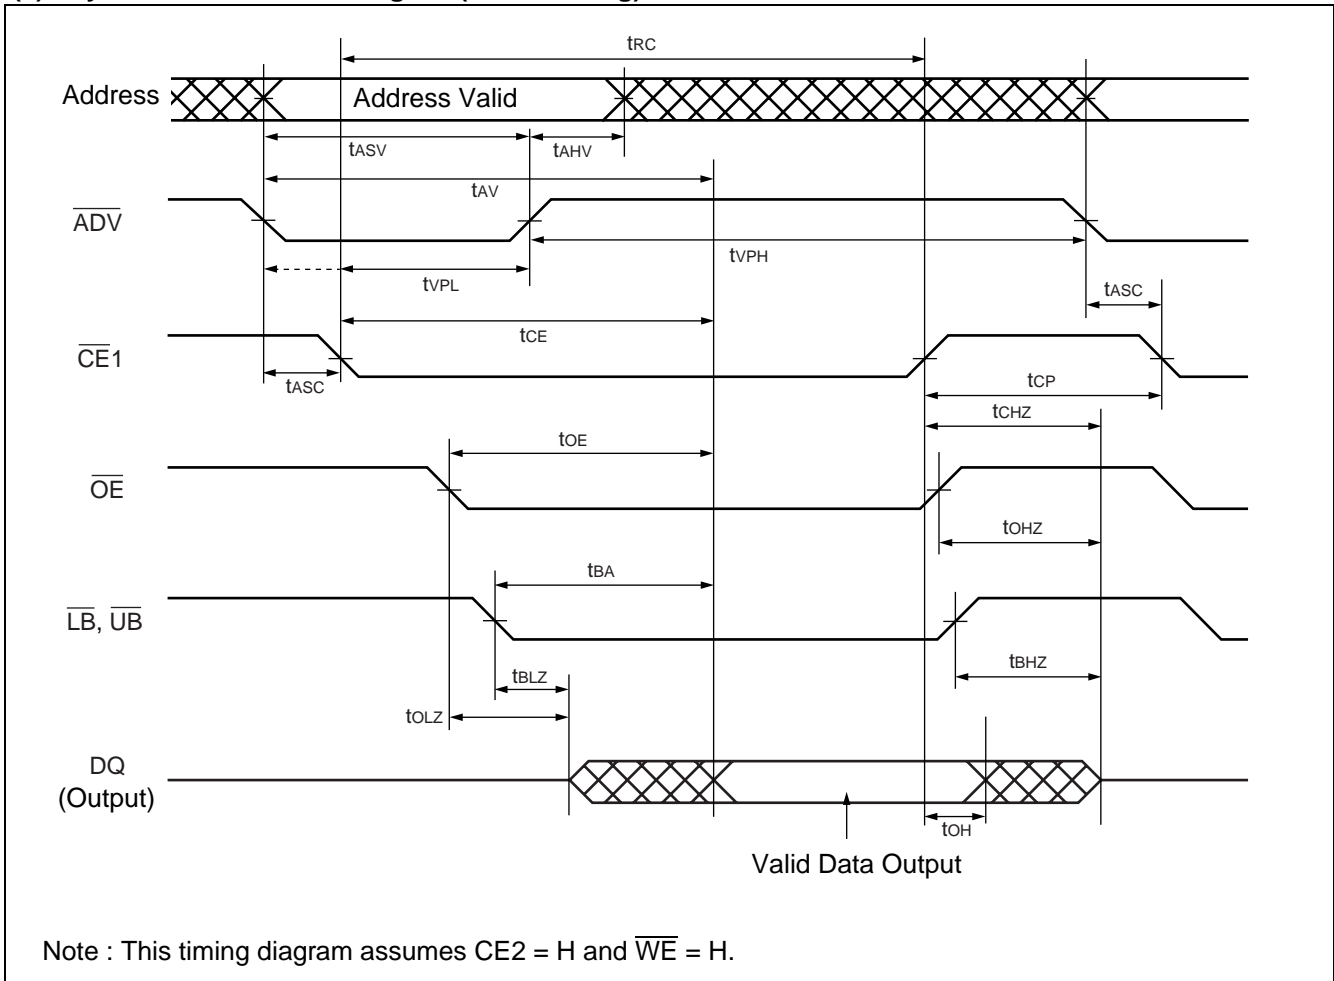 tRC
Address
Address Valid
tASV
tAHV
tAV
ADV
tVPH
tVPL
tASC
tCE
CE1
tASC
tCP
tCHZ
tOE
OE
tOHZ
tBA
LB, UB
tBHZ
tBLZ
tOLZ
DQ
(Output)
tOH
Valid Data Output
Note : This timing diagram assumes CE2 = H and WE = H.